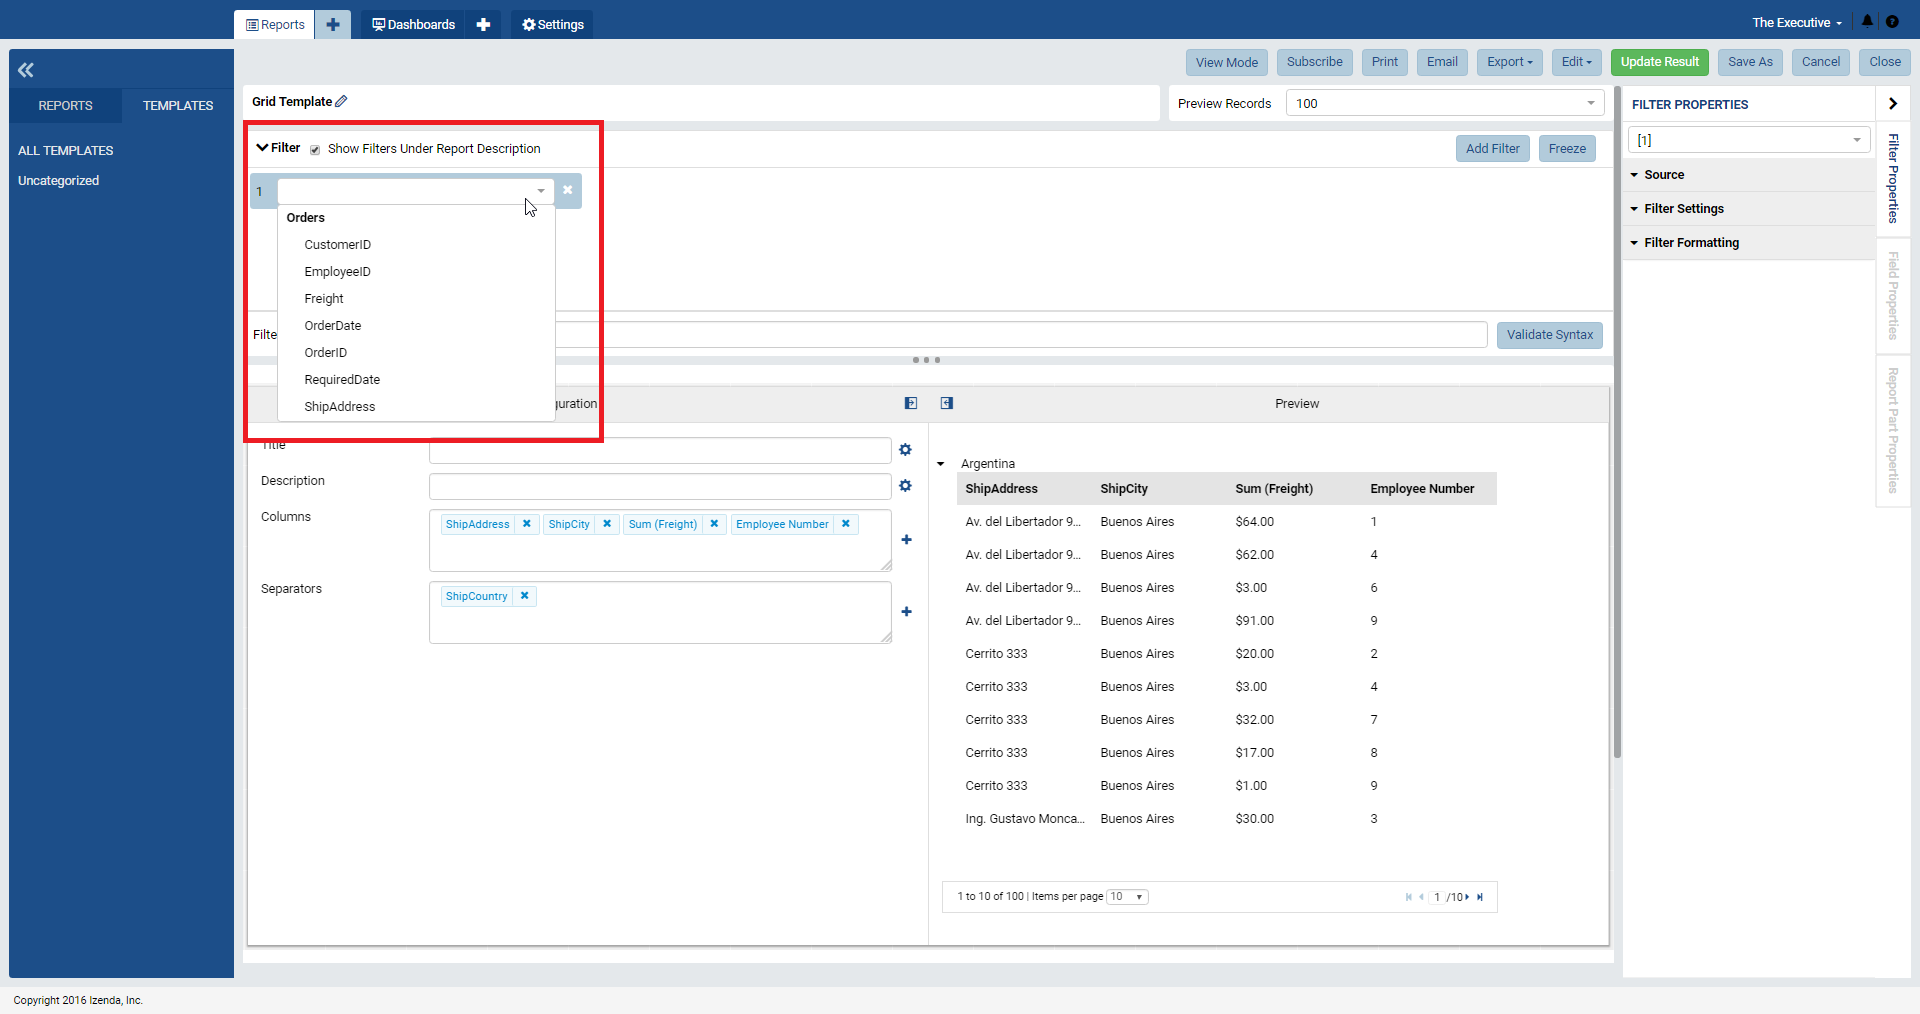 Reports
Dashboards
Settings
The Executive
View Mode
Subscribe
Print
Email
Export
Edit
Update Result
Save As
Cancel
Close
REPORTS
TEMPLATES
ALL TEMPLATES
Uncategorized
Grid Template
Preview Records
100
Filter
Show Filters Under Report Description
Add Filter
Freeze
1
Orders
CustomerID
EmployeeID
Freight
OrderDate
OrderID
RequiredDate
ShipAddress
Validate Syntax
Preview
Title
Description
Columns
ShipAddress
ShipCity
Sum (Freight)
Employee Number
Separators
ShipCountry
Argentina
ShipAddress ShipCity Sum (Freight) Employee Number
Av. del Libertador 9... Buenos Aires $64.00 1
Av. del Libertador 9... Buenos Aires $62.00 4
Av. del Libertador 9... Buenos Aires $3.00 6
Av. del Libertador 9... Buenos Aires $91.00 9
Cerrito 333 Buenos Aires $20.00 2
Cerrito 333 Buenos Aires $3.00 4
Cerrito 333 Buenos Aires $32.00 7
Cerrito 333 Buenos Aires $17.00 8
Cerrito 333 Buenos Aires $1.00 9
Ing. Gustavo Monca... Buenos Aires $30.00 3
1 to 10 of 100 | Items per page 10
1 /10
FILTER PROPERTIES
[1]
Source
Filter Settings
Filter Formatting
Filter Properties
Field Properties
Report Part Properties
Copyright 2016 Izenda, Inc.